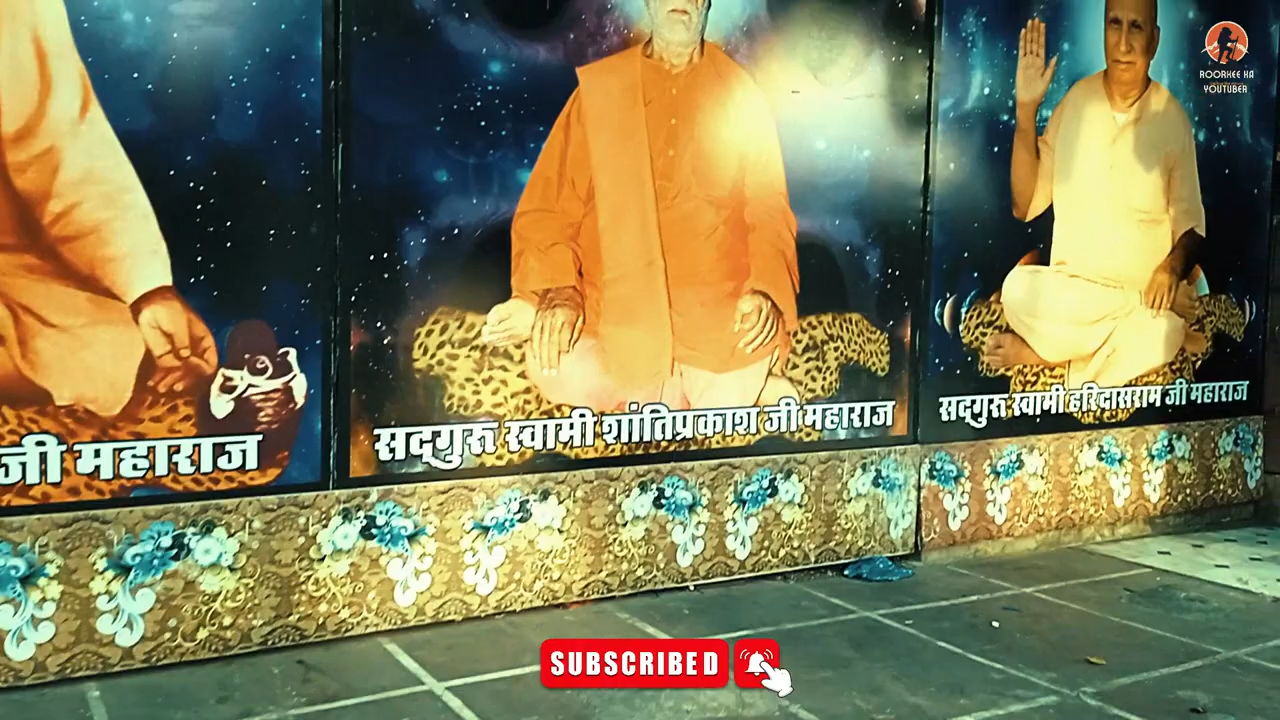 ROORKEE KA
YOUTUBER
जी महाराज
सद्‌गुरू स्वामी शांतिप्रकाश जी महाराज
सद्‌गुरू स्वामी हरिदासराम जी महाराज
SUBSCRIBED